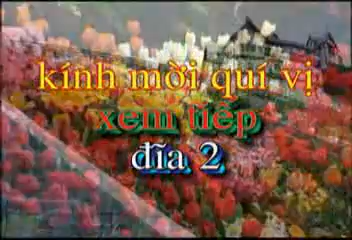 kính mời quí vị
xem tiếp
đĩa 2